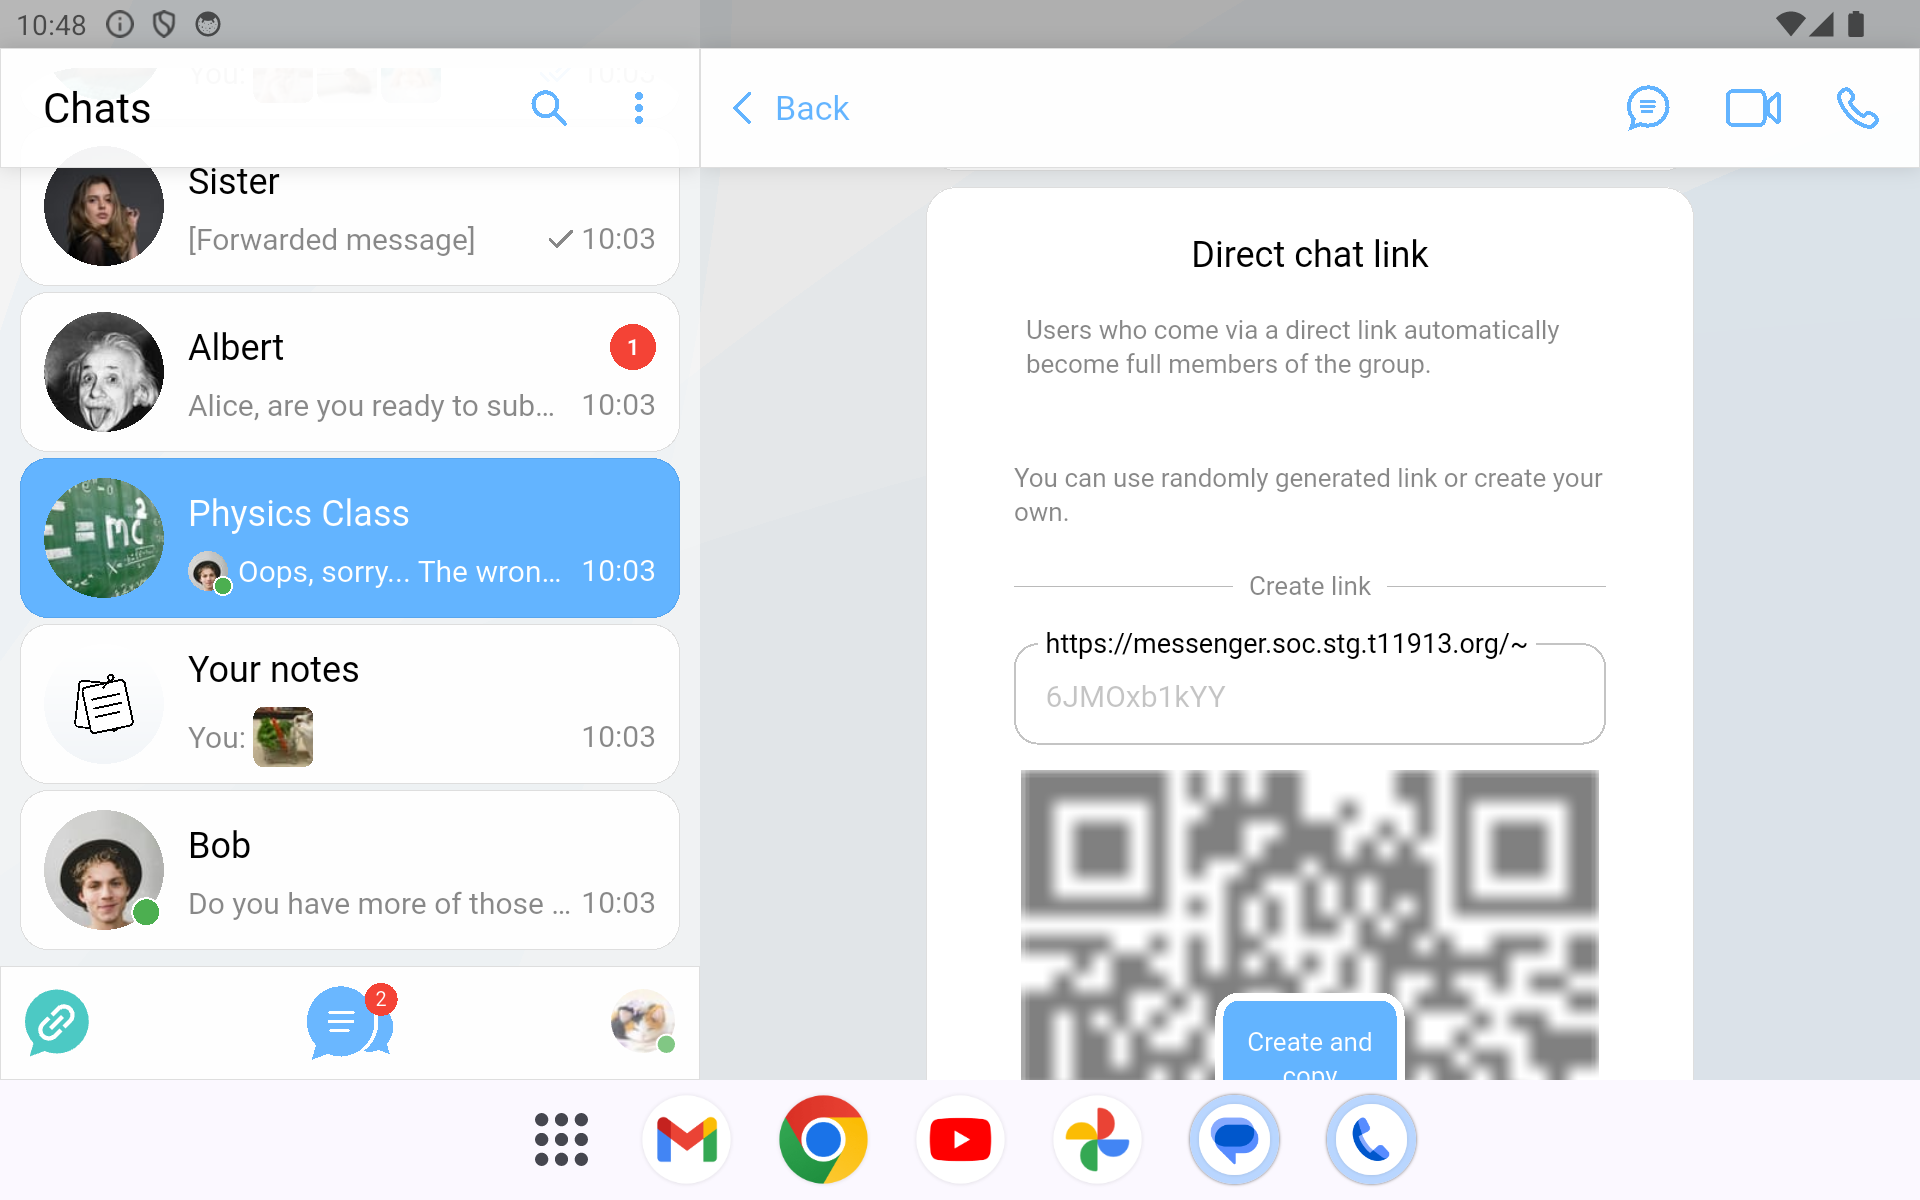 10:48
You: 10:03
Chats
Back
Sister
[Forwarded message] 10:03
Albert 1
Alice, are you ready to sub... 10:03
Physics Class
Oops, sorry... The wron... 10:03
Your notes
You: 10:03
Bob
Do you have more of those ... 10:03
2
Direct chat link
Users who come via a direct link automatically
become full members of the group.
You can use randomly generated link or create your
own.
Create link
https://messenger.soc.stg.t11913.org/~
6JMOxb1kYY
Create and
copy